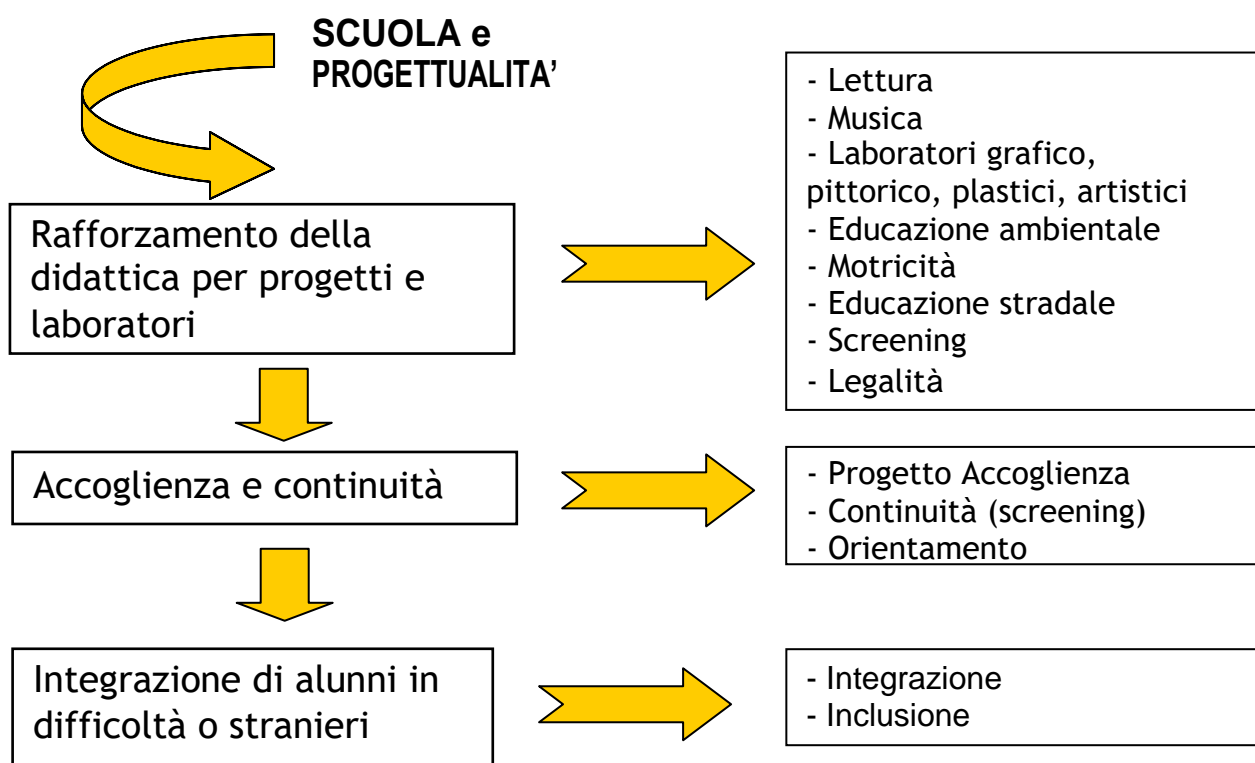 SCUOLA e
PROGETTUALITA’
Rafforzamento della
didattica per progetti e
laboratori
- Lettura
- Musica
- Laboratori grafico,
pittorico, plastici, artistici
- Educazione ambientale
- Motricità
- Educazione stradale
- Screening
- Legalità
Accoglienza e continuità
- Progetto Accoglienza
- Continuità (screening)
- Orientamento
Integrazione di alunni in
difficoltà o stranieri
- Integrazione
- Inclusione